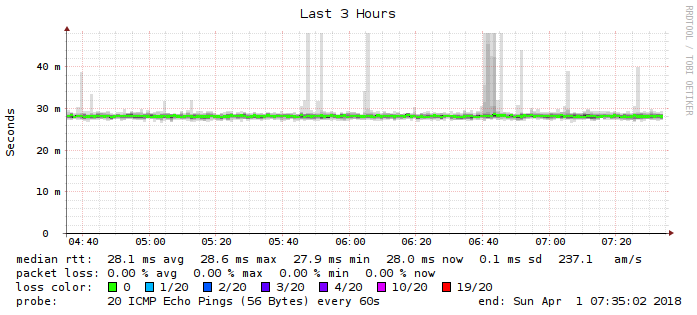 Last 3 Hours
RRDTOOL / TOBI OETIKER
Seconds
40 m
30 m
20 m
10 m
0
04:40 05:00 05:20 05:40 06:00 06:20 06:40 07:00 07:20
median rtt: 28.1 ms avg 28.6 ms max 27.9 ms min 28.0 ms now 0.1 ms sd 237.1 am/s
packet loss: 0.00 % avg 0.00 % max 0.00 % min 0.00 % now
loss color: 0 1/20 2/20 3/20 4/20 10/20 19/20
probe: 20 ICMP Echo Pings (56 Bytes) every 60s end: Sun Apr 1 07:35:02 2018